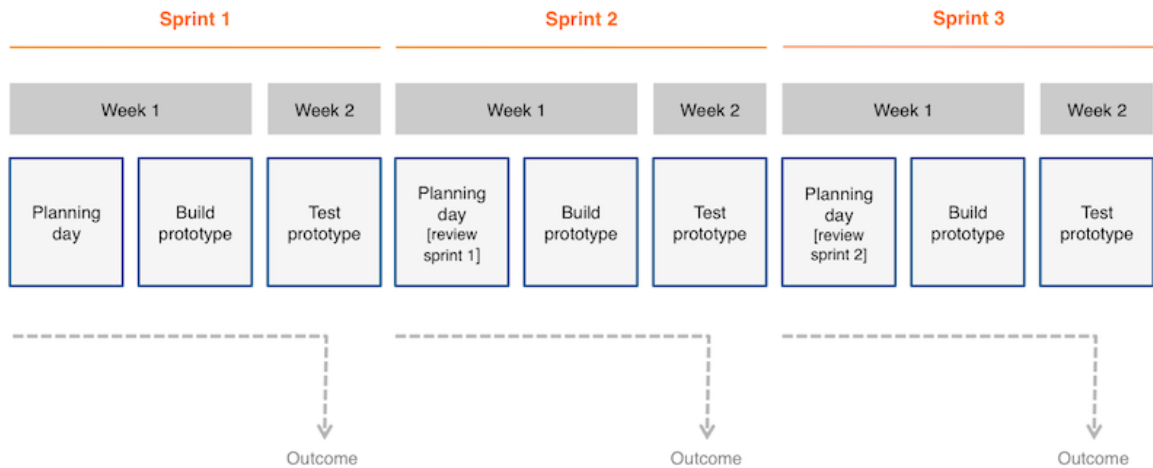 Sprint 1
Sprint 2
Sprint 3
Week 1
Week 2
Week 1
Week 2
Week 1
Week 2
Planning
day
Build
prototype
Test
prototype
Planning
day
[review
sprint 1]
Build
prototype
Test
prototype
Planning
day
[review
sprint 2]
Build
prototype
Test
prototype
Outcome
Outcome
Outcome